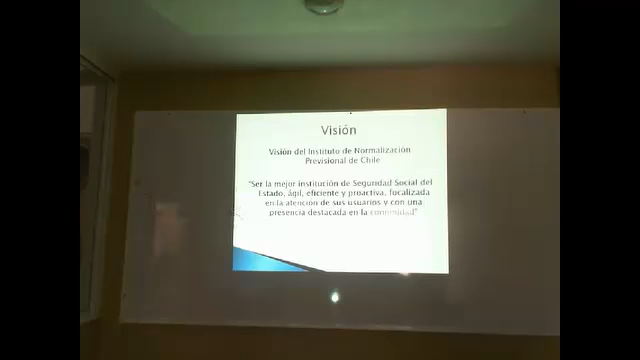 Visión
Visión del Instituto de Normalización
Previsional de Chile
"Ser la mejor institución de Seguridad Social del
Estado, ágil, eficiente y proactiva, focalizada
en la atención de sus usuarios y con una
presencia destacada en la comunidad"